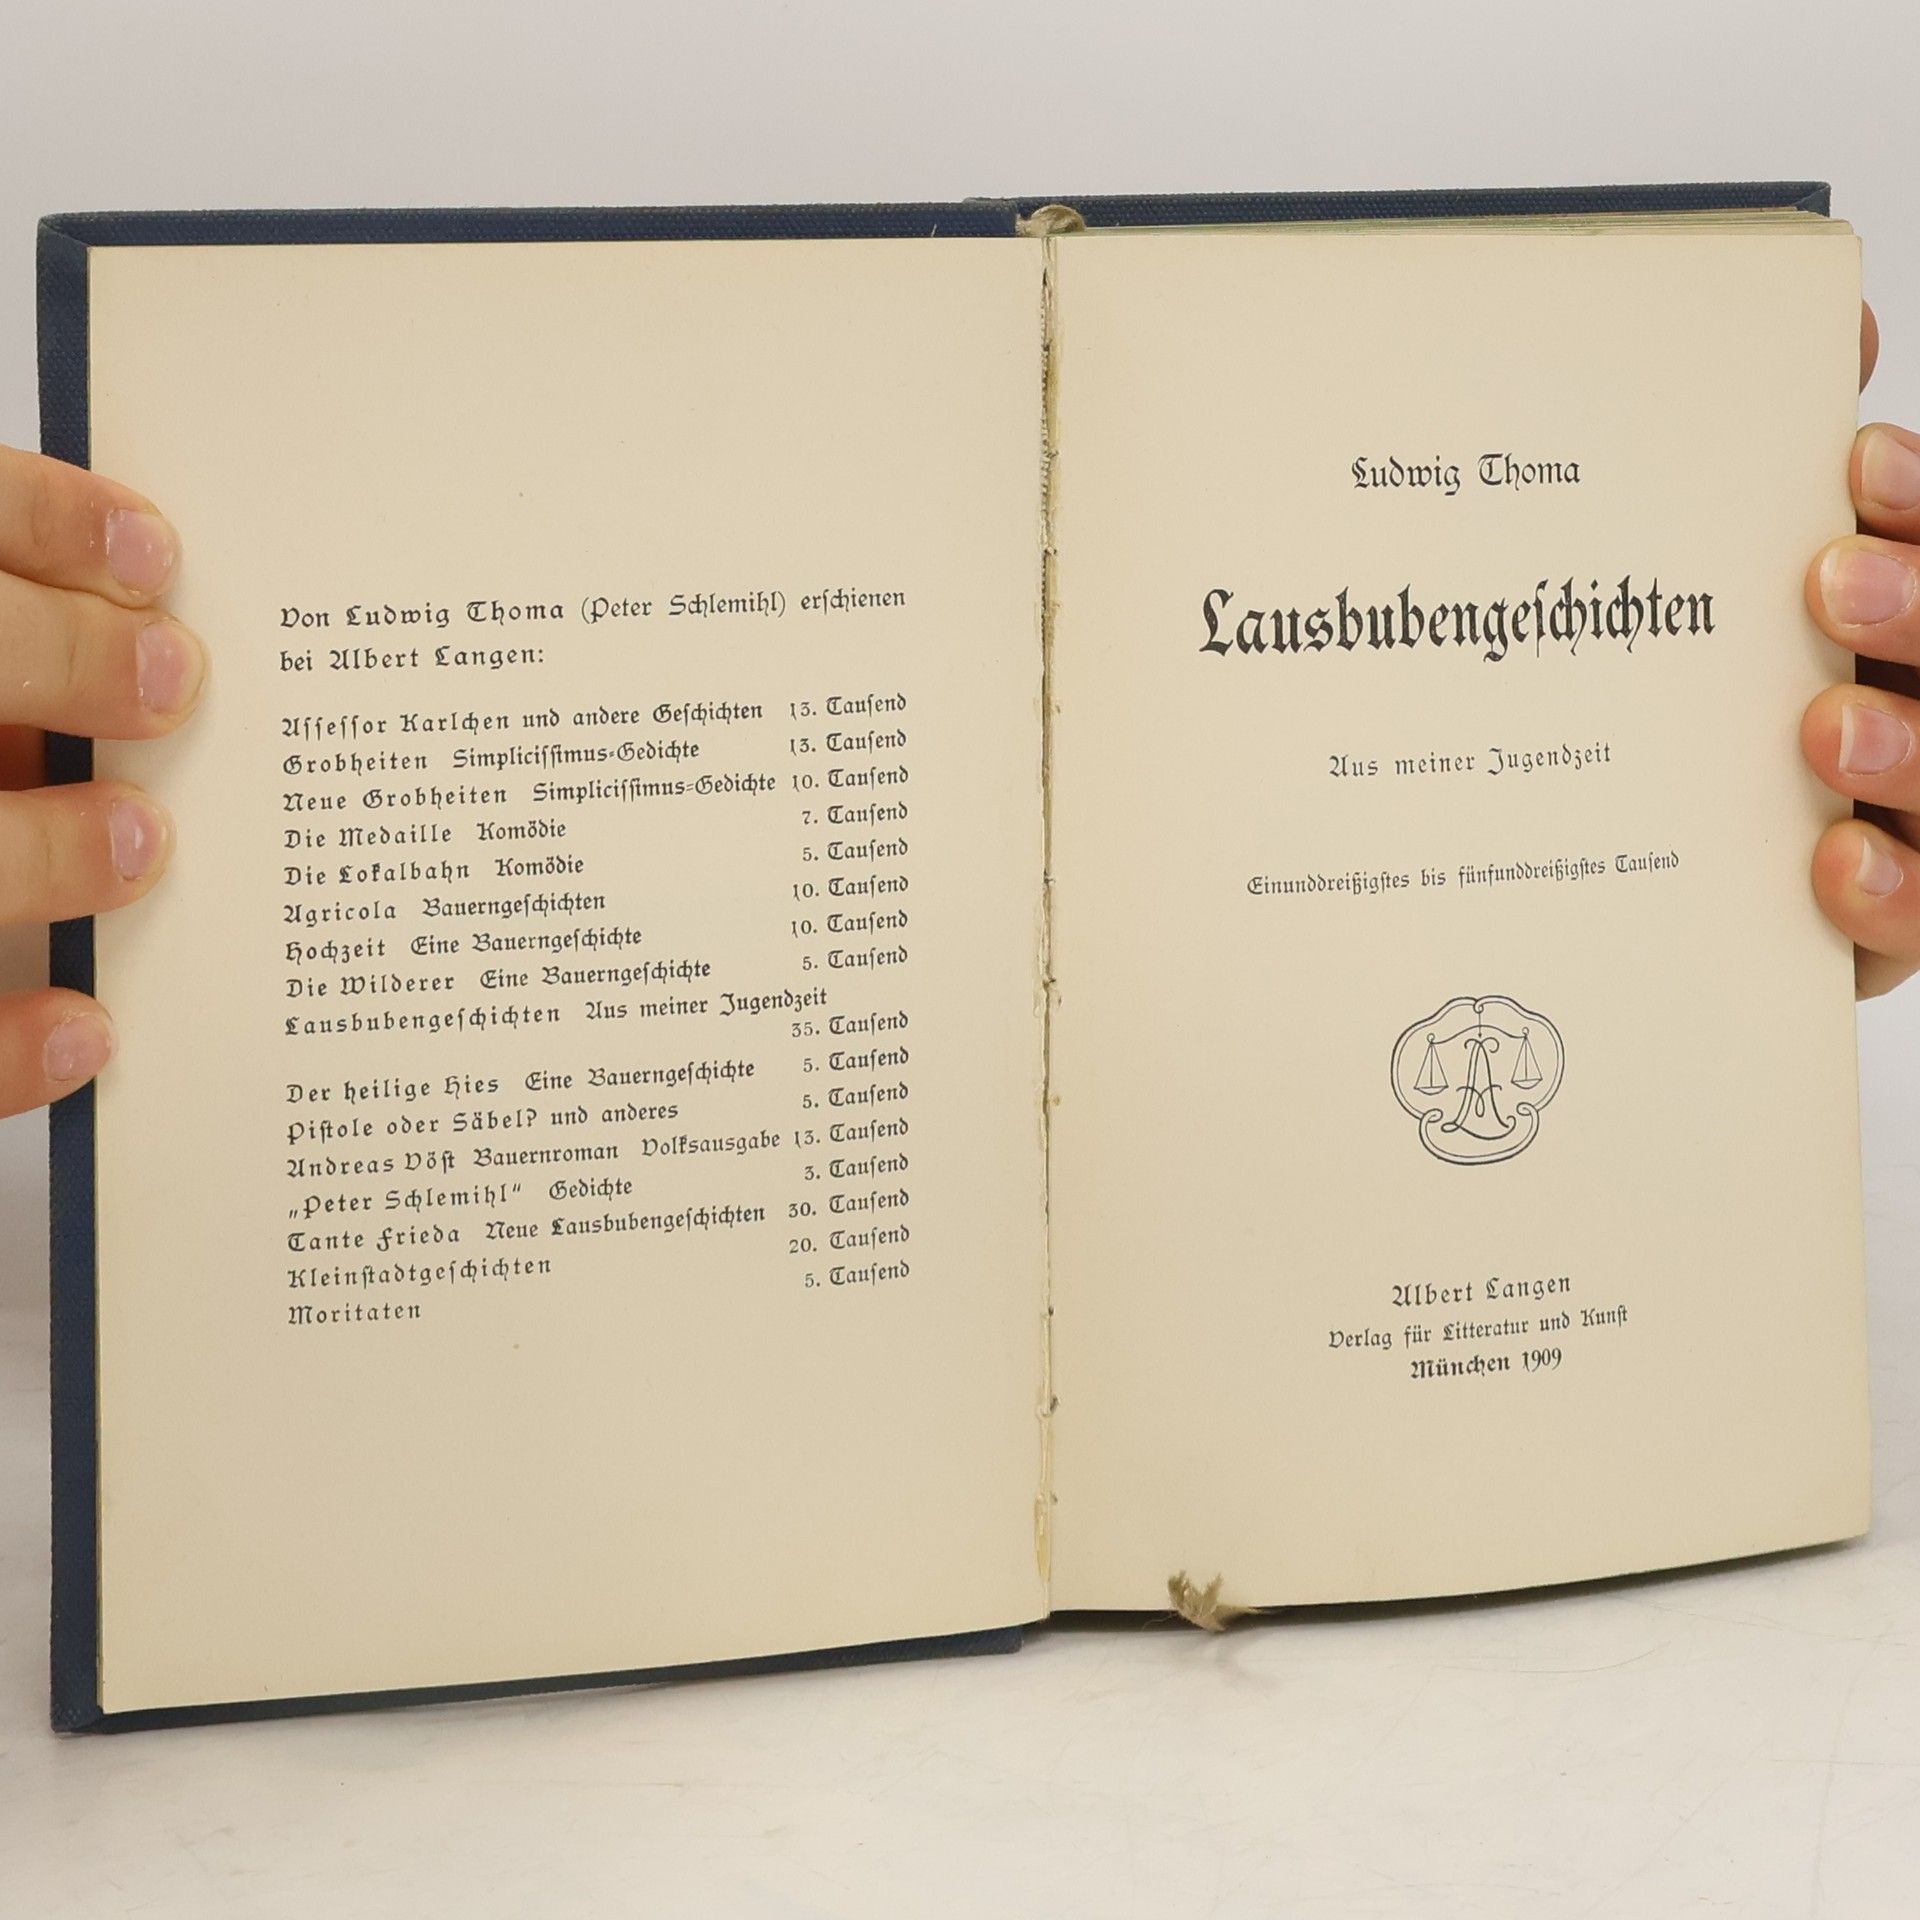 Von Ludwig Thoma (Peter Schlemihl) erſchienen
bei Albert Langen:
Aſſeſſor Karlchen und andere Geſchichten 13. Tauſend
Grobheiten Simpliciſſimus-Gedichte 13. Tauſend
Neue Grobheiten Simpliciſſimus-Gedichte 10. Tauſend
Die Medaille Komödie 7. Tauſend
Die Lokalbahn Komödie 5. Tauſend
Agricola Bauerngeſchichten 10. Tauſend
Hochzeit Eine Bauerngeſchichte 10. Tauſend
Die Wilderer Eine Bauerngeſchichte 5. Tauſend
Lausbubengeſchichten Aus meiner Jugendzeit
35. Tauſend
Der heilige Hies Eine Bauerngeſchichte 5. Tauſend
Piſtole oder Säbel? und anderes 5. Tauſend
Andreas Vöſt Bauernroman Volksausgabe 13. Tauſend
„Peter Schlemihl“ Gedichte 3. Tauſend
Tante Frieda Neue Lausbubengeſchichten 30. Tauſend
Kleinſtadtgeſchichten 20. Tauſend
Moritaten 5. Tauſend
Ludwig Thoma
Lausbubengeſchichten
Aus meiner Jugendzeit
Einunddreißigſtes bis fünfunddreißigſtes Tauſend
Albert Langen
Verlag für Litteratur und Kunſt
München 1909